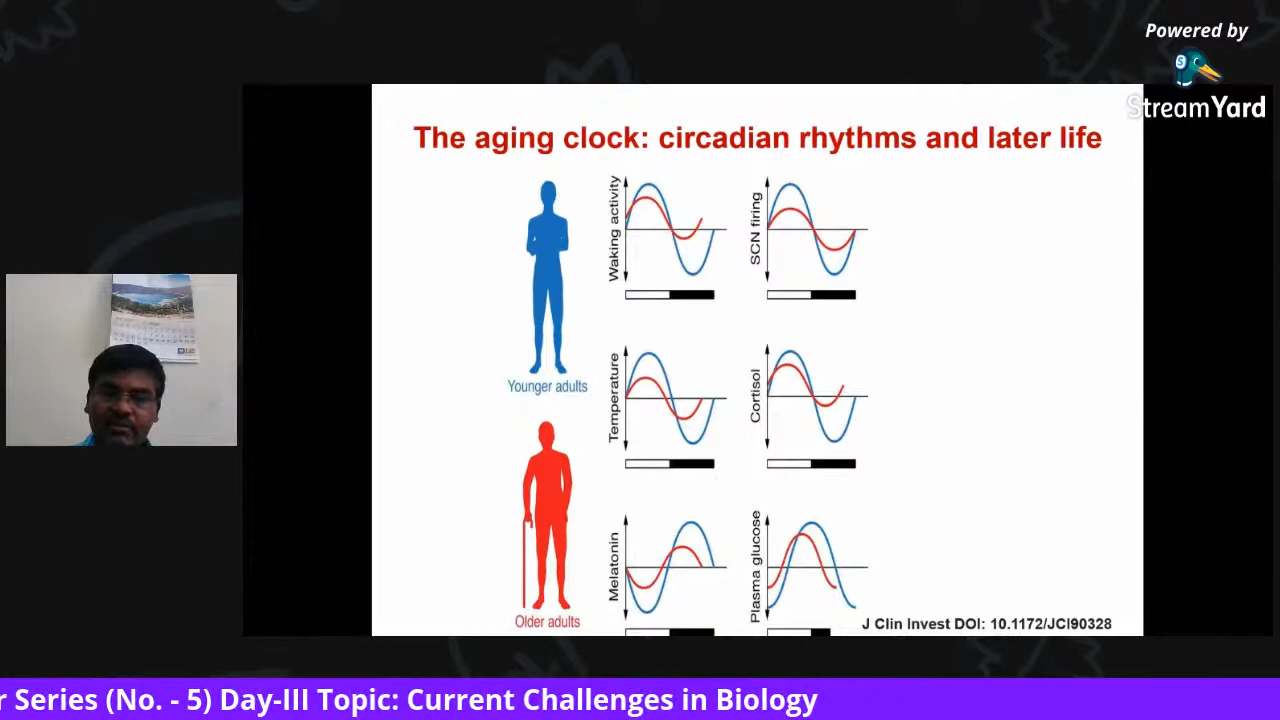 Powered by
StreamYard
The aging clock: circadian rhythms and later life
Waking activity
SCN firing
Younger adults
Temperature
Cortisol
Melatonin
Plasma glucose
Older adults
J Clin Invest DOI: 10.1172/JCI90328
r Series (No. - 5) Day-III Topic: Current Challenges in Biology